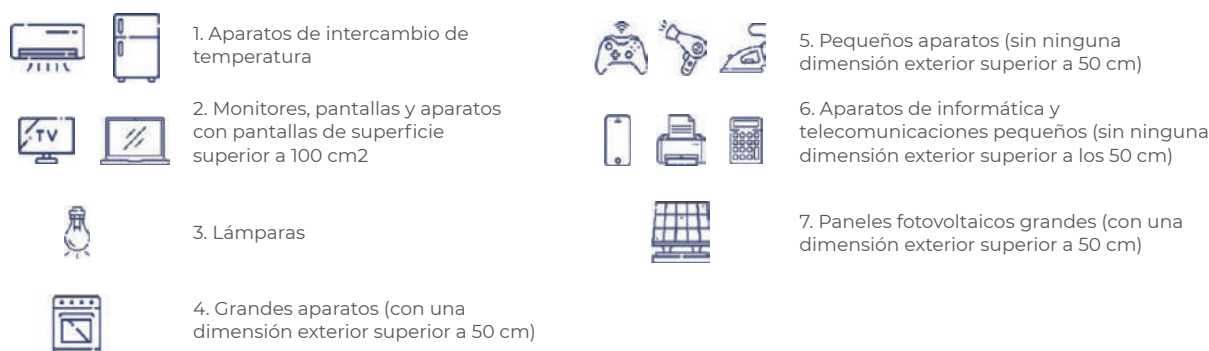 1. Aparatos de intercambio de
temperatura
TV
2. Monitores, pantallas y aparatos
con pantallas de superficie
superior a 100 cm2
3. Lámparas
4. Grandes aparatos (con una
dimensión exterior superior a 50 cm)
5. Pequeños aparatos (sin ninguna
dimensión exterior superior a 50 cm)
6. Aparatos de informática y
telecomunicaciones pequeños (sin ninguna
dimensión exterior superior a los 50 cm)
7. Paneles fotovoltaicos grandes (con una
dimensión exterior superior a 50 cm)